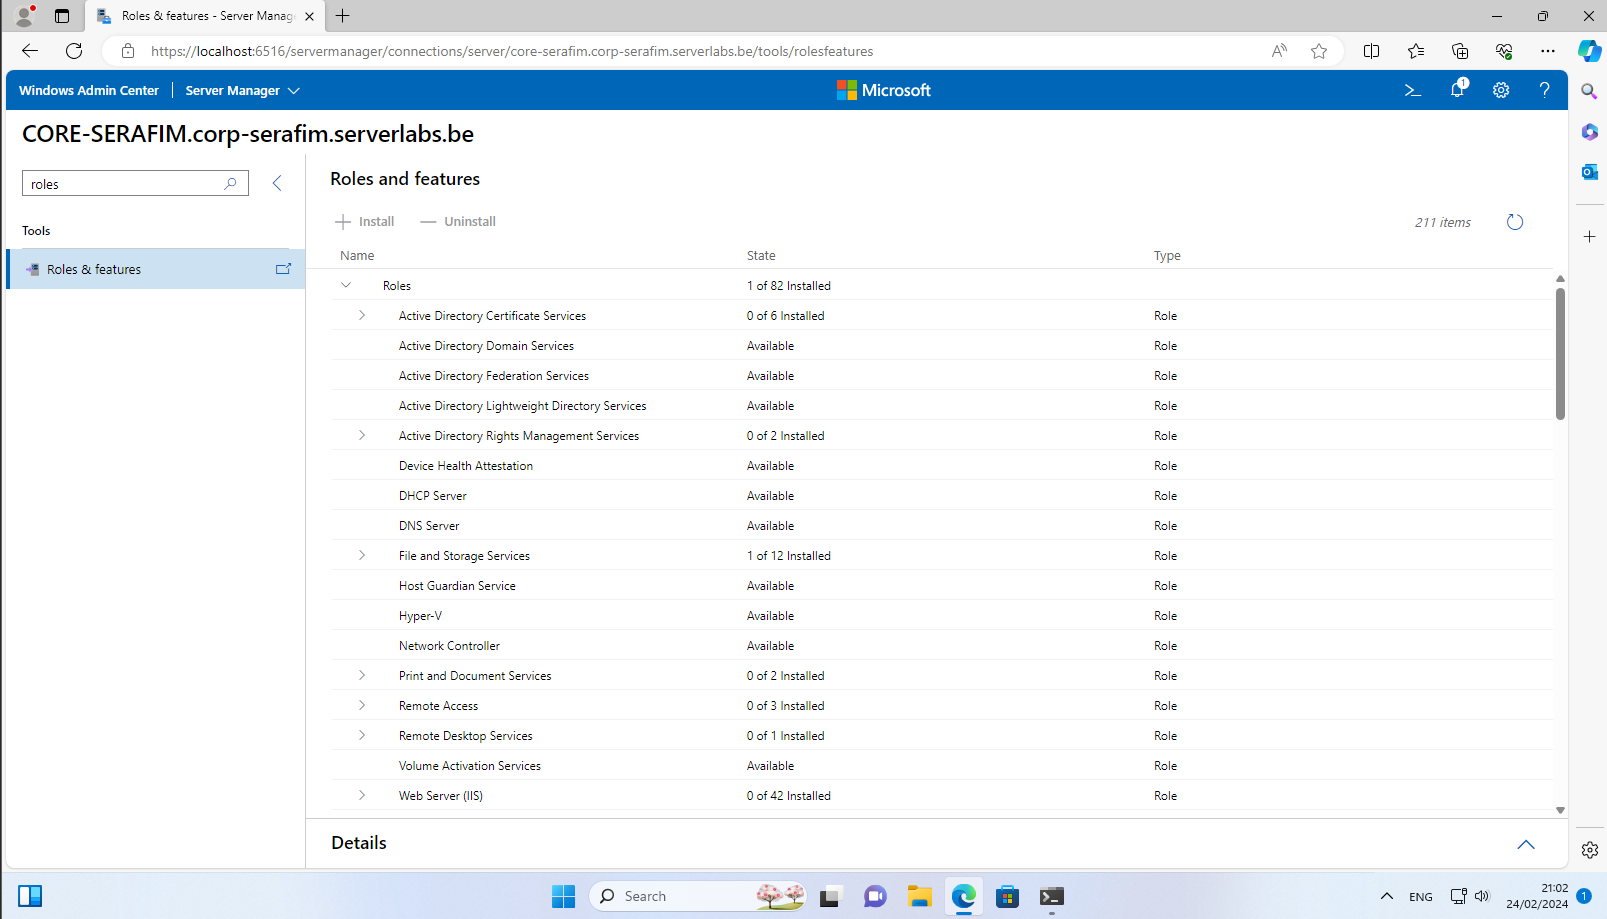 Roles & features - Server Manag
https://localhost:6516/servermanager/connections/server/core-serafim.corp-serafim.serverlabs.be/tools/rolesfeatures
Windows Admin Center
Server Manager
Microsoft
1
CORE-SERAFIM.corp-serafim.serverlabs.be
roles
Tools
Roles & features
Roles and features
Install
Uninstall
211 items
Name State Type
Roles 1 of 82 Installed
Active Directory Certificate Services 0 of 6 Installed Role
Active Directory Domain Services Available Role
Active Directory Federation Services Available Role
Active Directory Lightweight Directory Services Available Role
Active Directory Rights Management Services 0 of 2 Installed Role
Device Health Attestation Available Role
DHCP Server Available Role
DNS Server Available Role
File and Storage Services 1 of 12 Installed Role
Host Guardian Service Available Role
Hyper-V Available Role
Network Controller Available Role
Print and Document Services 0 of 2 Installed Role
Remote Access 0 of 3 Installed Role
Remote Desktop Services 0 of 1 Installed Role
Volume Activation Services Available Role
Web Server (IIS) 0 of 42 Installed Role
Details
Search
ENG
21:02
24/02/2024
1